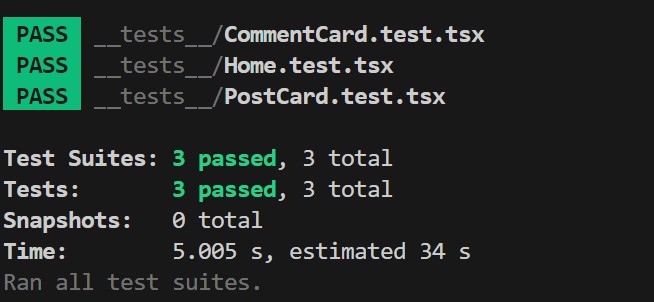 PASS __tests__/CommentCard.test.tsx
PASS __tests__/Home.test.tsx
PASS __tests__/PostCard.test.tsx
Test Suites: 3 passed, 3 total
Tests: 3 passed, 3 total
Snapshots: 0 total
Time: 5.005 s, estimated 34 s
Ran all test suites.